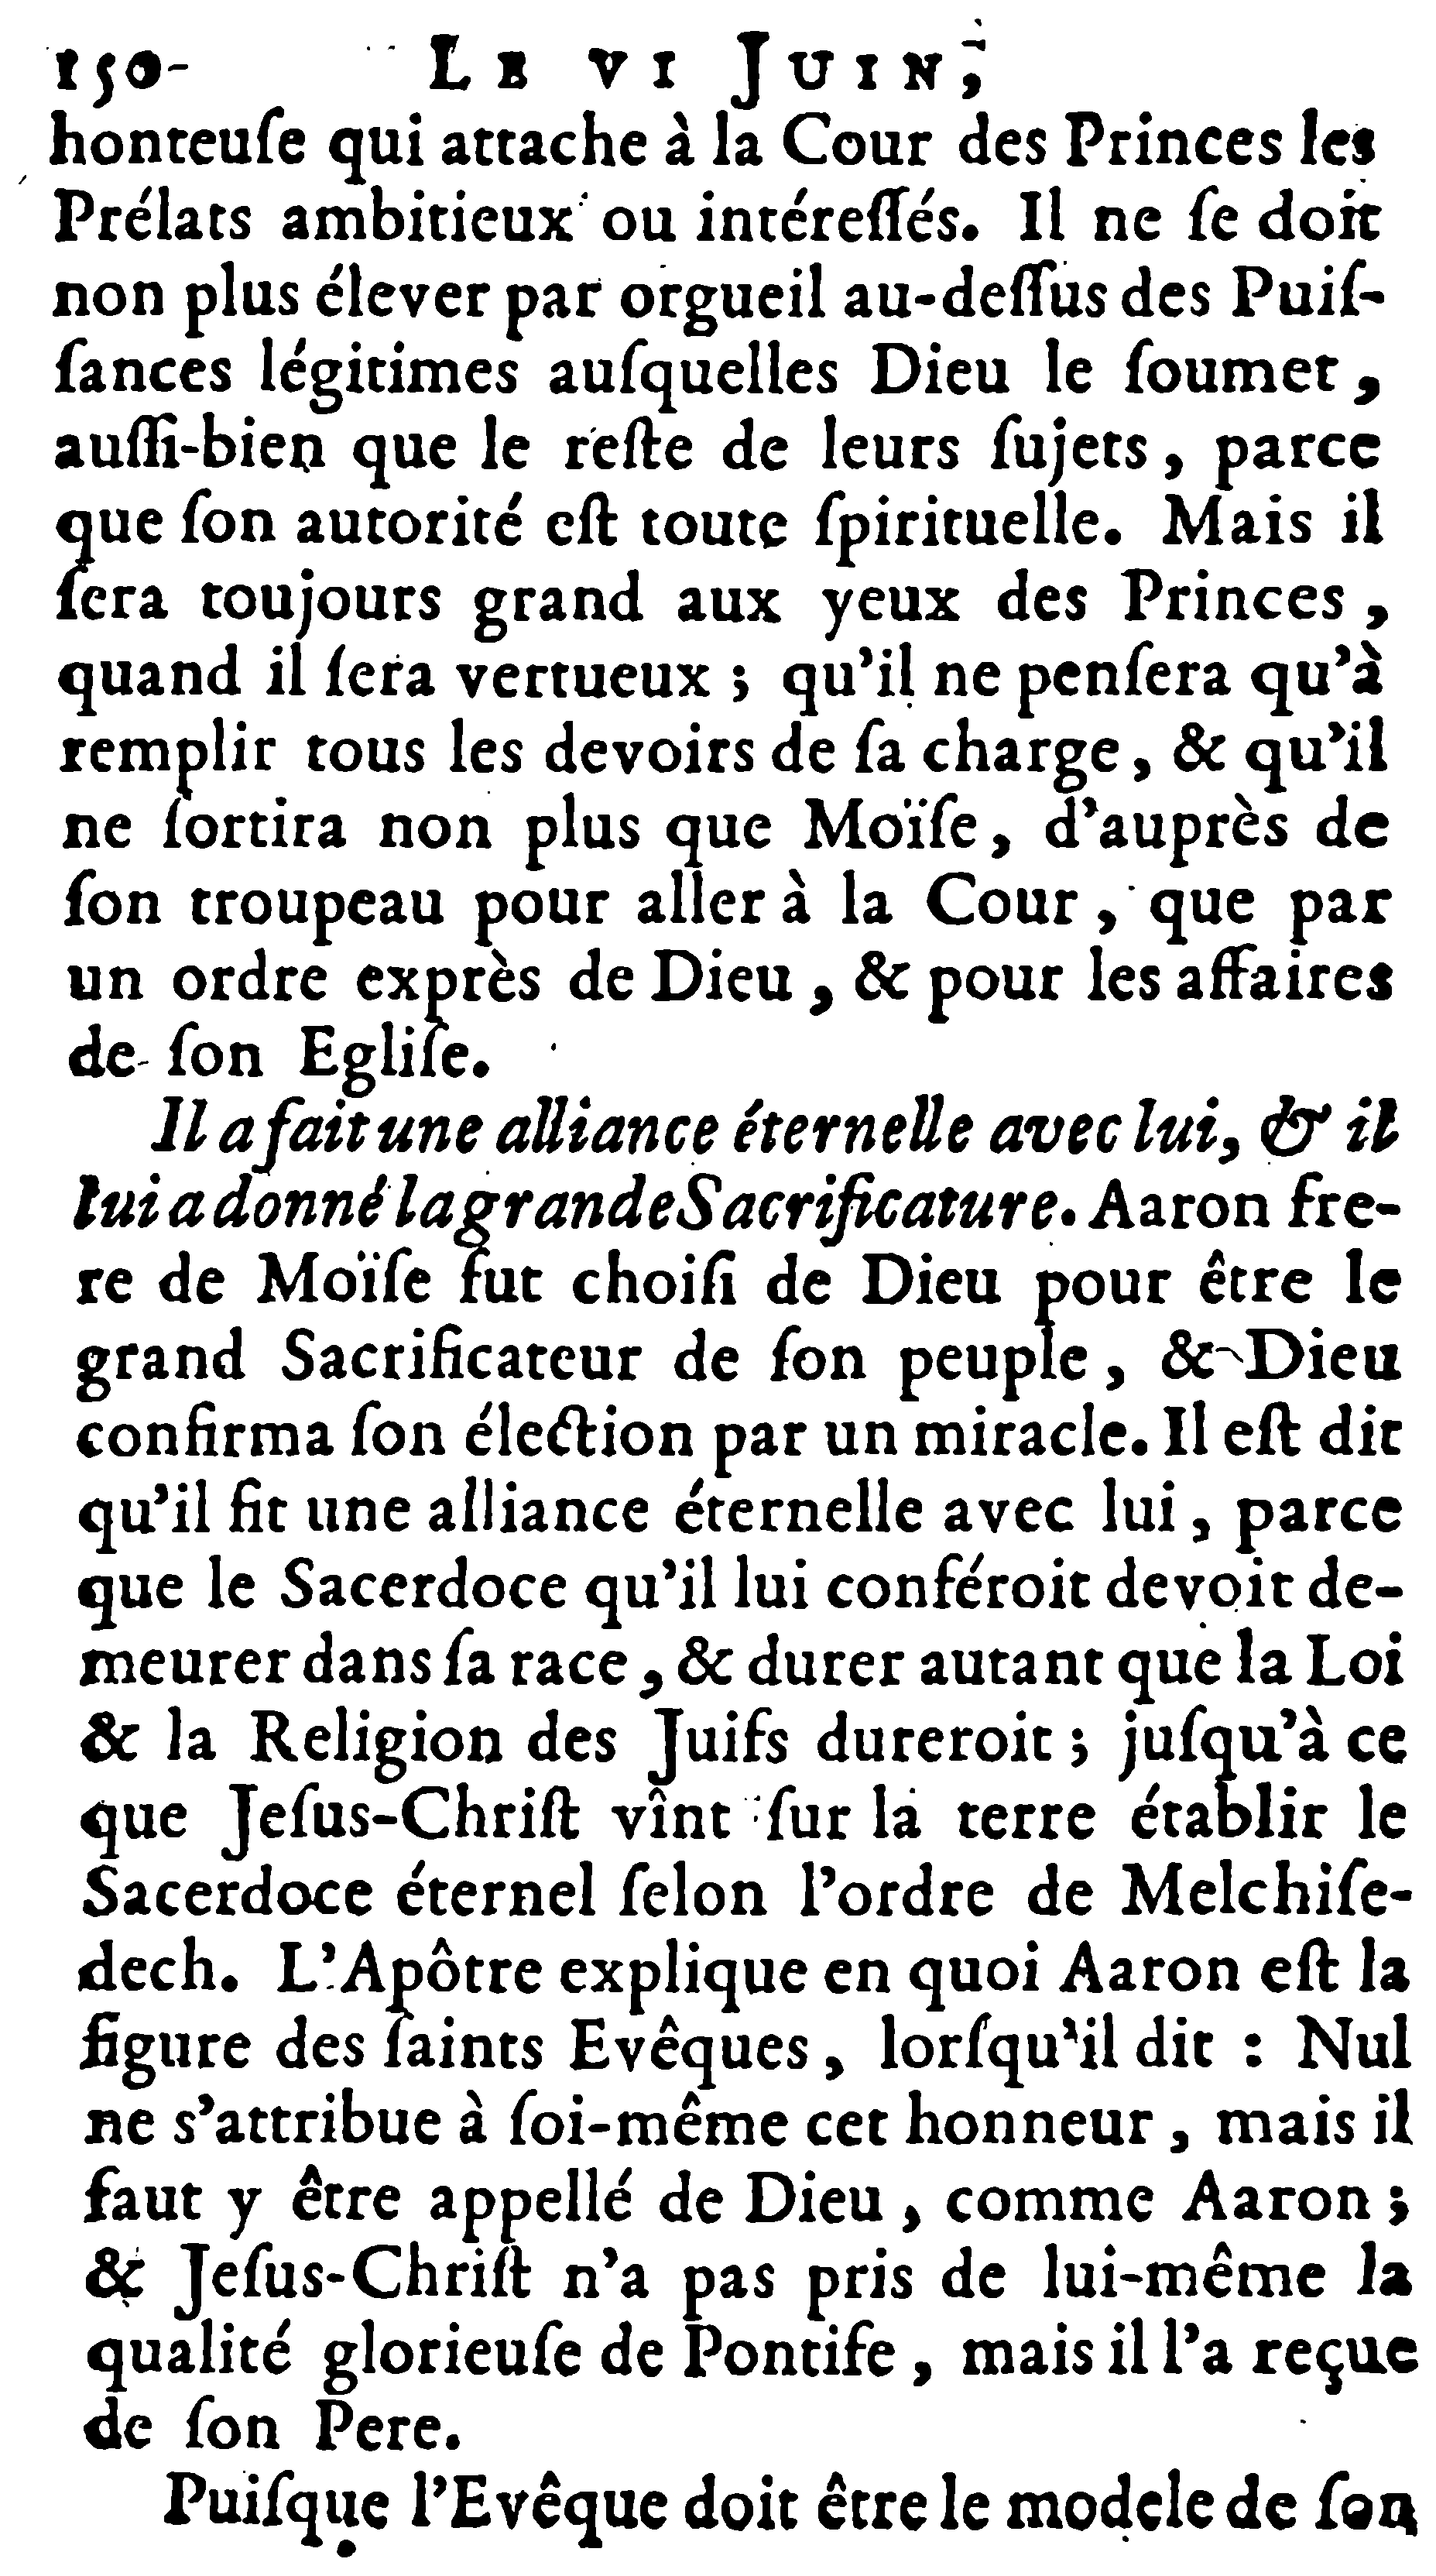 150 LE VI JUIN,
honteuſe qui attache à la Cour des Princes les
Prélats ambitieux ou intéreſſés. Il ne ſe doit
non plus élever par orgueil au-deſſus des Puiſ-
ſances légitimes auſquelles Dieu le ſoumet,
auſſi-bien que le reſte de leurs ſujets, parce
que ſon autorité eſt toute ſpirituelle. Mais il
ſera toujours grand aux yeux des Princes,
quand il ſera vertueux ; qu'il ne penſera qu'à
remplir tous les devoirs de ſa charge, & qu'il
ne ſortira non plus que Moïſe, d'auprès de
ſon troupeau pour aller à la Cour, que par
un ordre exprès de Dieu, & pour les affaires
de ſon Egliſe.
Il a fait une alliance éternelle avec lui, & il
lui a donné la grande Sacrificature. Aaron fre-
re de Moïſe fut choiſi de Dieu pour être le
grand Sacrificateur de ſon peuple, & Dieu
confirma ſon élection par un miracle. Il eſt dit
qu'il fit une alliance éternelle avec lui, parce
que le Sacerdoce qu'il lui conféroit devoit de-
meurer dans ſa race, & durer autant que la Loi
& la Religion des Juifs dureroit ; juſqu'à ce
que Jeſus-Chriſt vînt ſur la terre établir le
Sacerdoce éternel ſelon l'ordre de Melchiſe-
dech. L'Apôtre explique en quoi Aaron eſt la
figure des ſaints Evêques, lorſqu'il dit : Nul
ne s'attribue à ſoi-même cet honneur, mais il
faut y être appellé de Dieu, comme Aaron ;
& Jeſus-Chriſt n'a pas pris de lui-même la
qualité glorieuſe de Pontife, mais il l'a reçue
de ſon Pere.
Puiſque l'Evêque doit être le modele de ſon